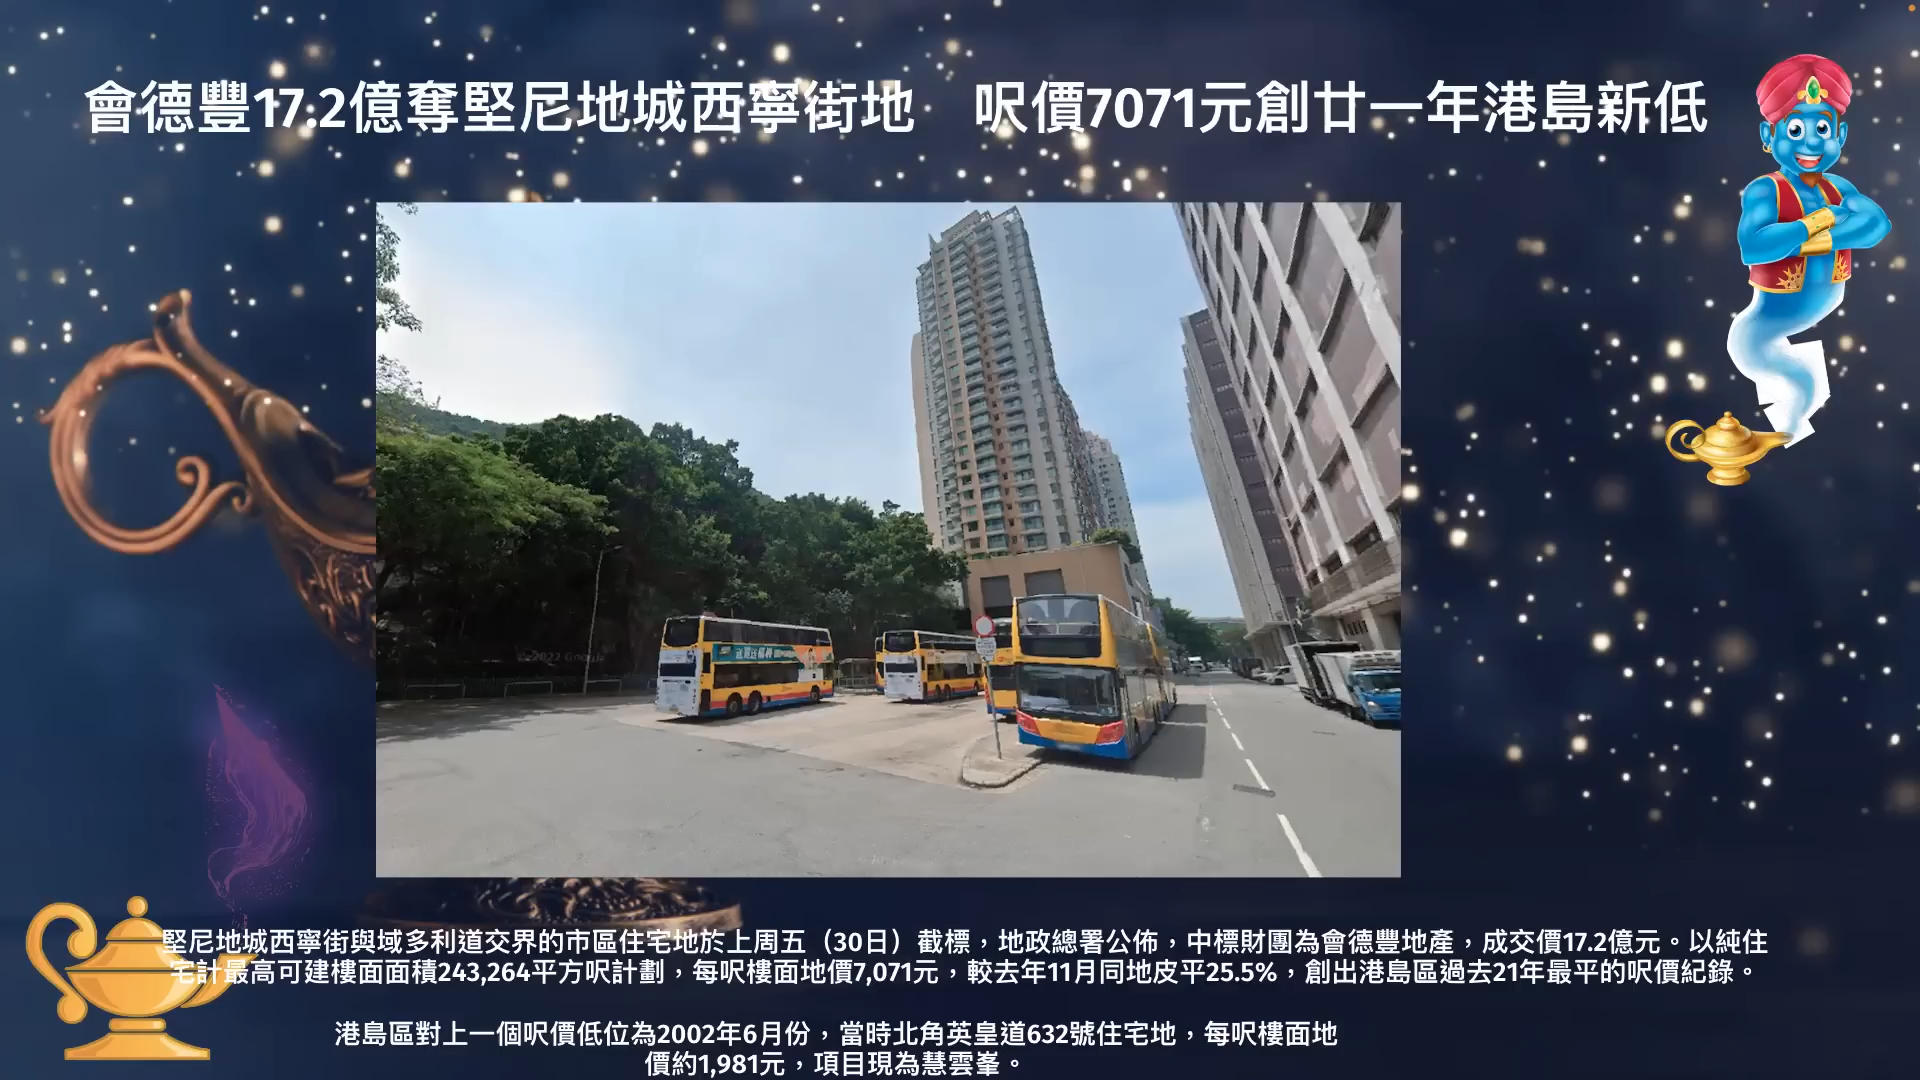 會德豐17.2億奪堅尼地城西寧街地　呎價7071元創廿一年港島新低
© 2022 Google
堅尼地城西寧街與域多利道交界的市區住宅地於上周五（30日）截標，地政總署公佈，中標財團為會德豐地產，成交價17.2億元。以純住
宅計最高可建樓面面積243,264平方呎計劃，每呎樓面地價7,071元，較去年11月同地皮平25.5%，創出港島區過去21年最平的呎價紀錄。
港島區對上一個呎價低位為2002年6月份，當時北角英皇道632號住宅地，每呎樓面地
價約1,981元，項目現為慧雲峯。